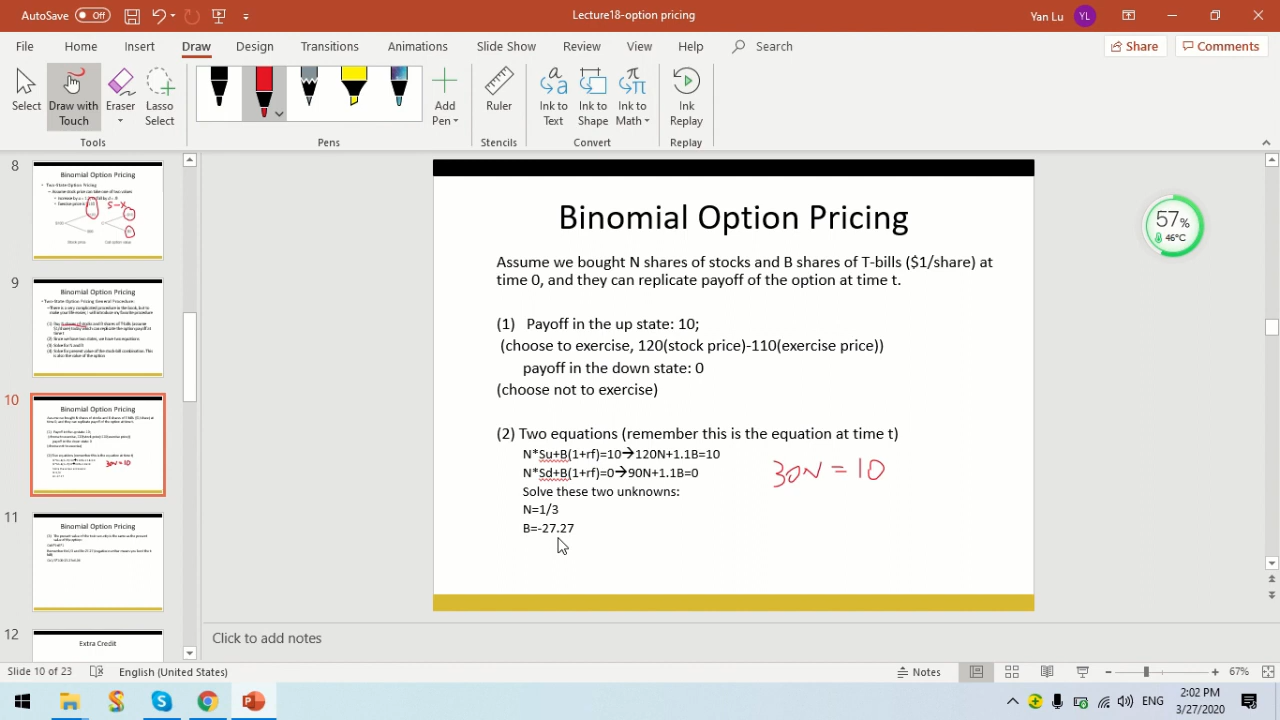 AutoSave Off
Lecture18-option pricing
Yan Lu YL
File Home Insert Draw Design Transitions Animations Slide Show Review View Help Search
Share Comments
Select
Draw with Touch
Eraser
Lasso Select
Add Pen
Ruler
Ink to Text
Ink to Shape
Ink to Math
Ink Replay
Tools Pens Stencils Convert Replay
8
Binomial Option Pricing
9
Binomial Option Pricing
10
Binomial Option Pricing
30N=10
11
Binomial Option Pricing
12
Extra Credit
Binomial Option Pricing
Assume we bought N shares of stocks and B shares of T-bills ($1/share) at
time 0, and they can replicate payoff of the option at time t.
(1) Payoff in the up state: 10;
(choose to exercise, 120(stock price)-110(exercise price))
payoff in the down state: 0
(choose not to exercise)
(2) Two equations (remember this is the equation at time t)
N*Su+B(1+rf)=10→120N+1.1B=10
N*Sd+B(1+rf)=0→90N+1.1B=0
30N = 10
Solve these two unknowns:
N=1/3
B=-27.27
57%
46°C
Click to add notes
Slide 10 of 23 English (United States) Notes 67%
ENG 2:02 PM
3/27/2020